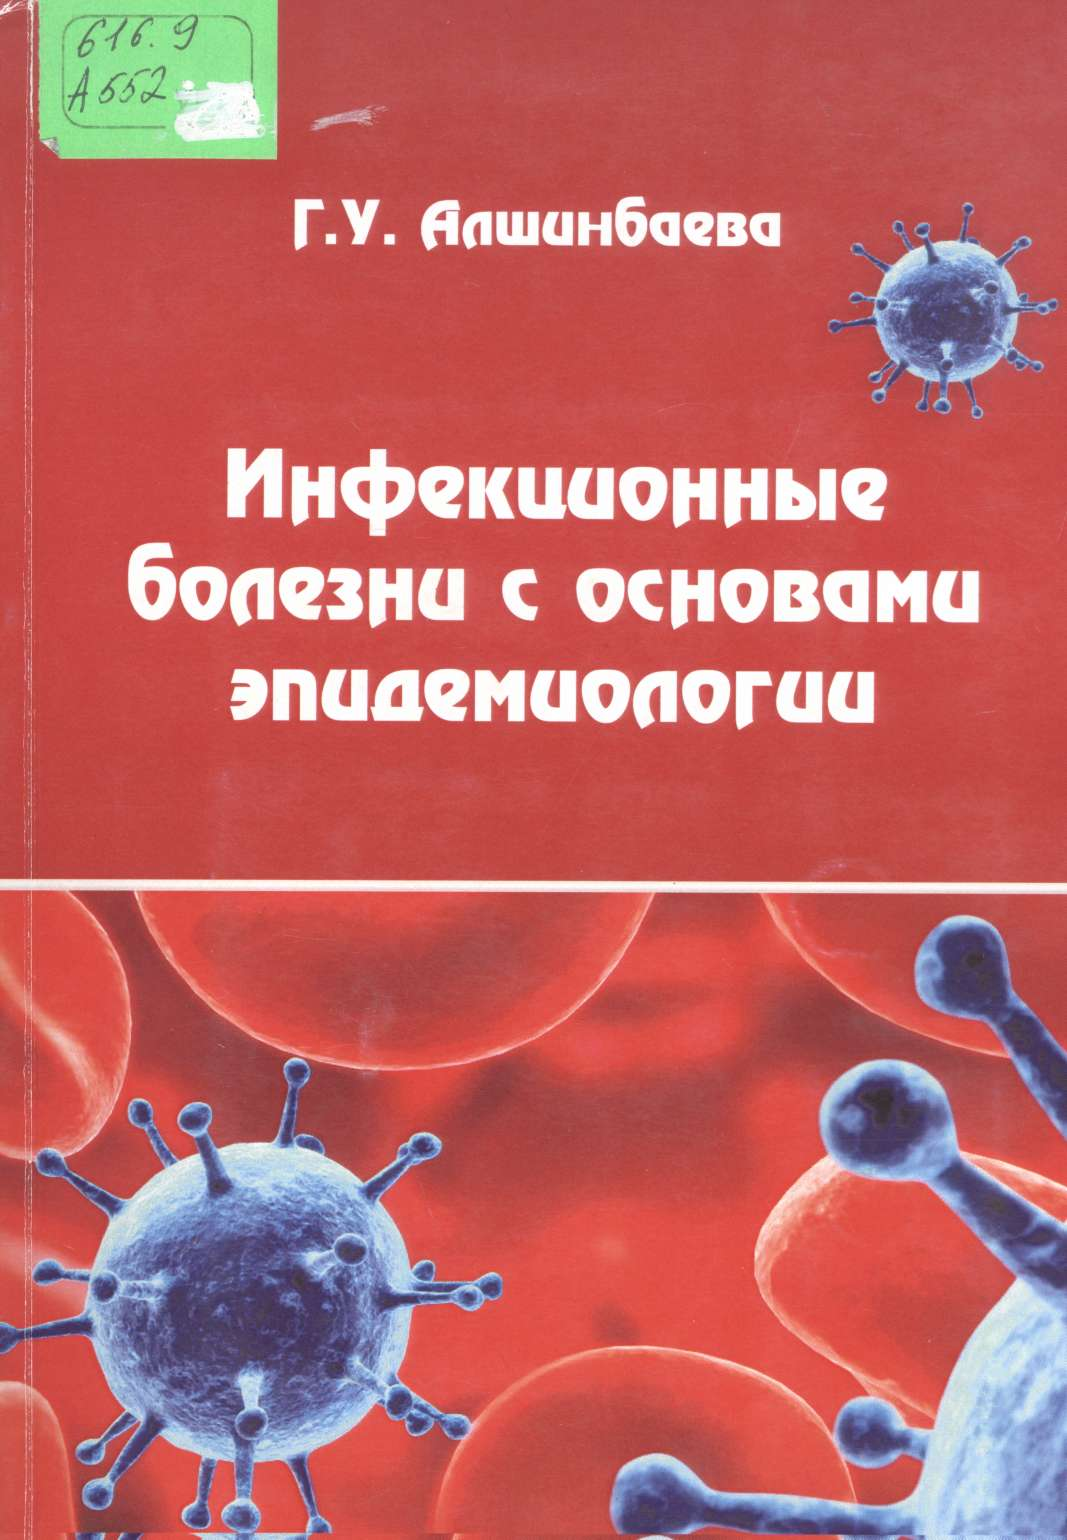 616.9
А552
Г.У. Алшинбаева
Инфекционные
болезни с основами
эпидемиологии